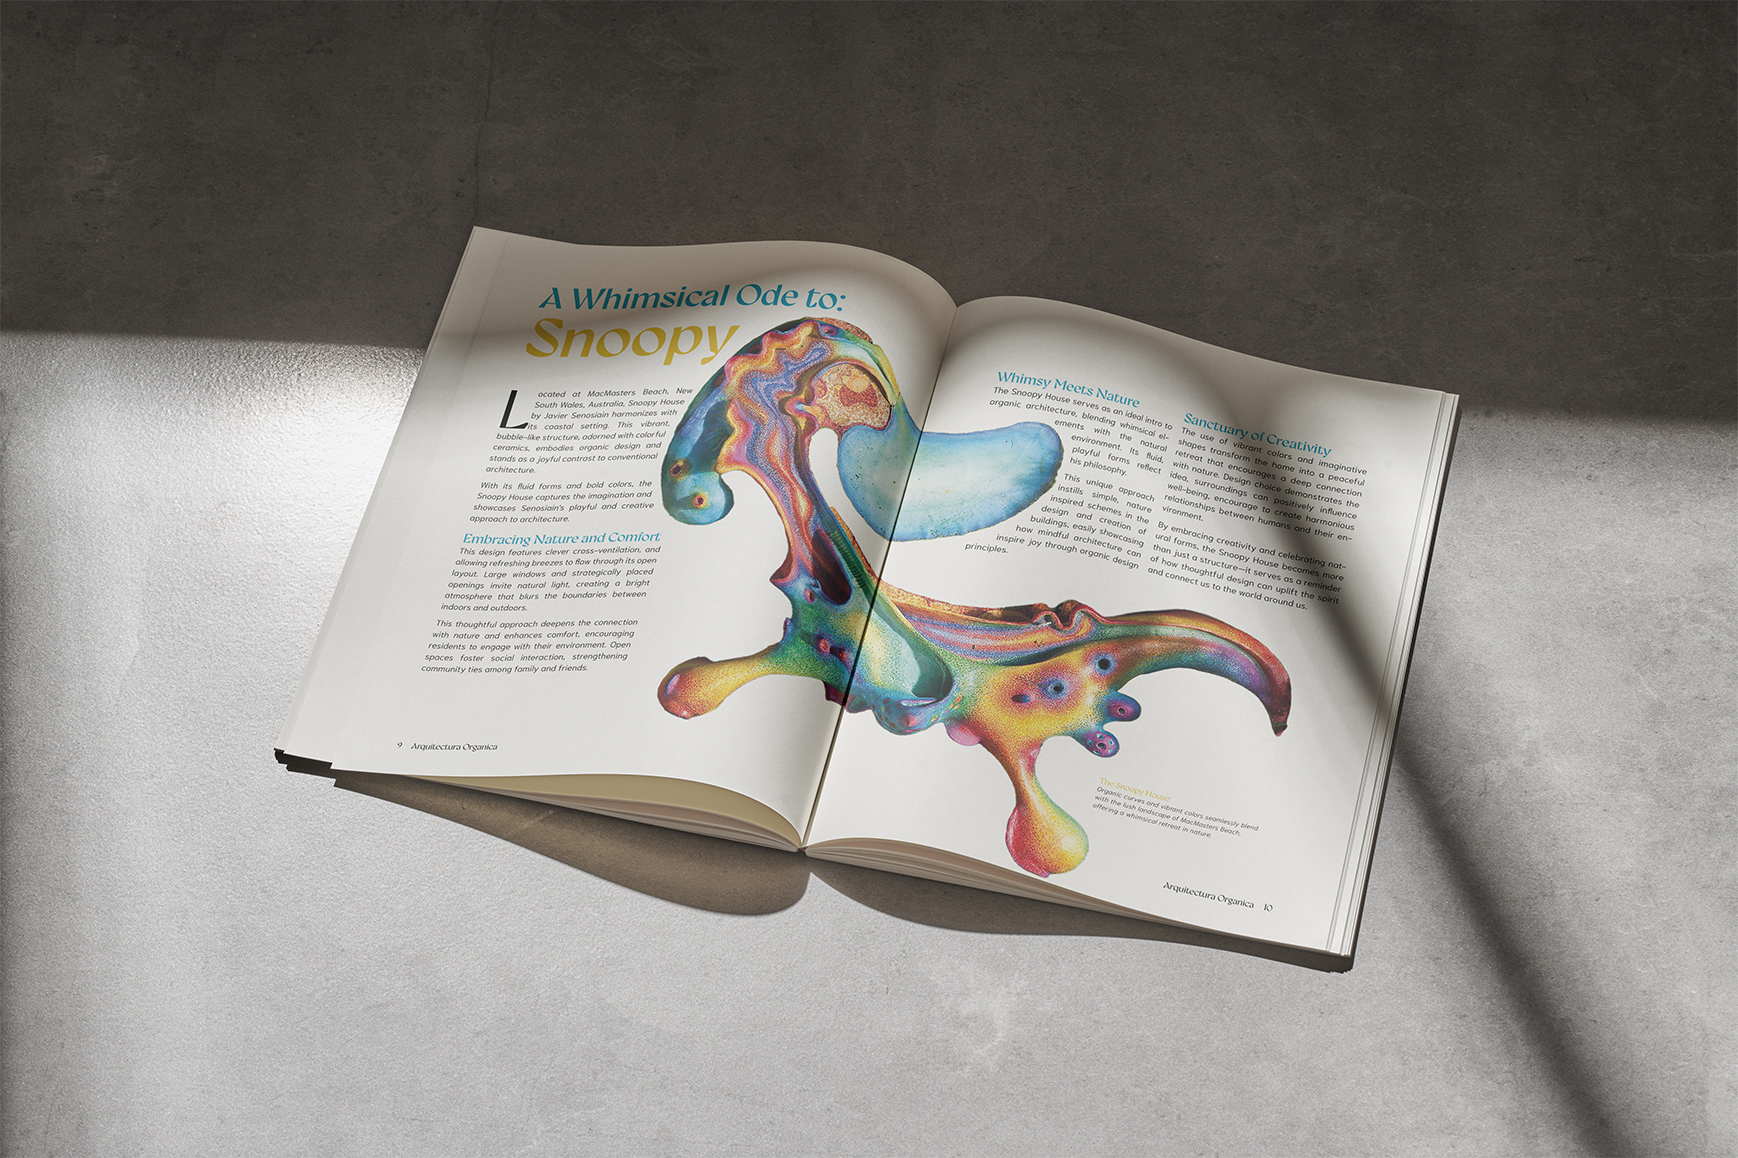 A Whimsical Ode to:
Snoopy
Located at MacMasters Beach, New
South Wales, Australia, Snoopy House
by Javier Senosiain harmonizes with
its coastal setting. This vibrant,
bubble-like structure, adorned with colorful
ceramics, embodies organic design and
stands as a joyful contrast to conventional
architecture.
With its fluid forms and bold colors, the
Snoopy House captures the imagination and
showcases Senosiain's playful and creative
approach to architecture.
Embracing Nature and Comfort
This design features clever cross-ventilation, and
allowing refreshing breezes to flow through its open
layout. Large windows and strategically placed
openings invite natural light, creating a bright
atmosphere that blurs the boundaries between
indoors and outdoors.
This thoughtful approach deepens the connection
with nature and enhances comfort, encouraging
residents to engage with their environment. Open
spaces foster social interaction, strengthening
community ties among family and friends.
9 Arquitectura Organica
Whimsy Meets Nature
The Snoopy House serves as an ideal intro to
organic architecture, blending whimsical el-
ements with the natural
environment. Its fluid,
playful forms reflect
his philosophy.
This unique approach
instills simple, nature
inspired schemes in the
design and creation of
buildings, easily showcasing
how mindful architecture can
inspire joy through organic design
principles.
Sanctuary of Creativity
The use of vibrant colors and imaginative
shapes transform the home into a peaceful
retreat that encourages a deep connection
with nature. Design choice demonstrates the
idea, surroundings can positively influence
well-being, encourage to create harmonious
relationships between humans and their en-
vironment.
By embracing creativity and celebrating nat-
ural forms, the Snoopy House becomes more
than just a structure—it serves as a reminder
of how thoughtful design can uplift the spirit
and connect us to the world around us.
The Snoopy House
Organic curves and vibrant colors seamlessly blend
with the lush landscape of MacMasters Beach,
offering a whimsical retreat in nature.
Arquitectura Organica 10